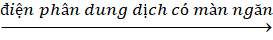 điện phân dung dịch có màn ngăn